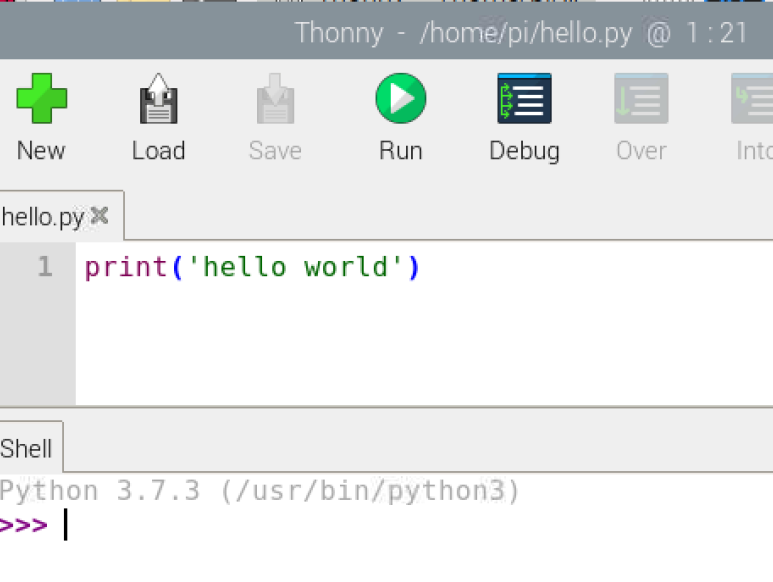 Thonny - /home/pi/hello.py @ 1 : 21
New Load Save Run Debug Over
hello.py
1 print('hello world')
Shell
Python 3.7.3 (/usr/bin/python3)
>>>